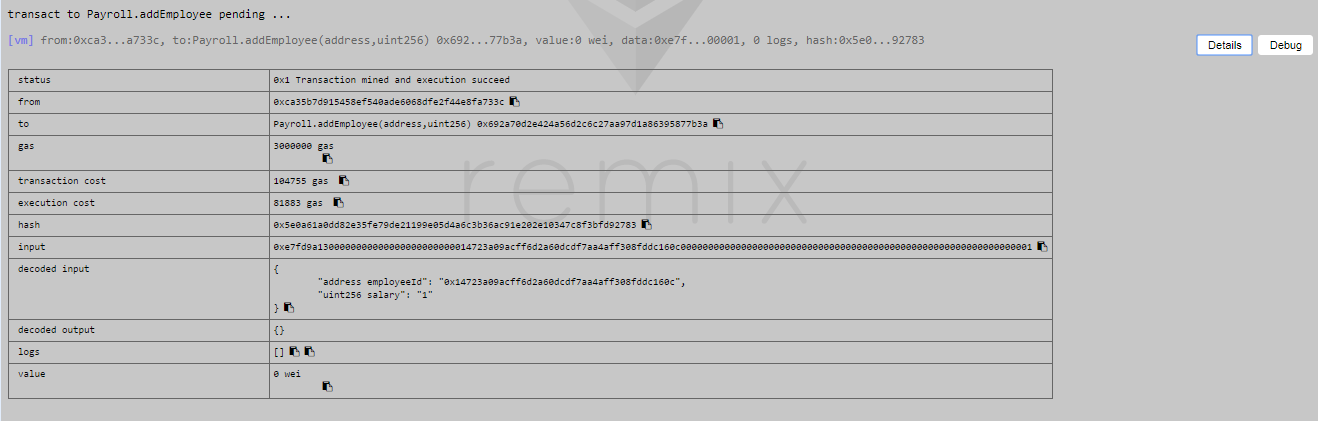 transact to Payroll.addEmployee pending ...
[vm] from:0xca3...a733c, to:Payroll.addEmployee(address,uint256) 0x692...77b3a, value:0 wei, data:0xe7f...00001, 0 logs, hash:0x5e0...92783
Details
Debug
status 0x1 Transaction mined and execution succeed
from 0xca35b7d915458ef540ade6068dfe2f44e8fa733c
to Payroll.addEmployee(address,uint256) 0x692a70d2e424a56d2c6c27aa97d1a86395877b3a
gas 3000000 gas
transaction cost 104755 gas
execution cost 81883 gas
hash 0x5e0a61a0dd82e35fe79de21199e05d4a6c3b36ac91e202e10347c8f3bfd92783
input 0xe7fd9a1300000000000000000000000014723a09acff6d2a60dcdf7aa4aff308fddc160c0000000000000000000000000000000000000000000000000000000000000001
decoded input {
"address employeeId": "0x14723a09acff6d2a60dcdf7aa4aff308fddc160c",
"uint256 salary": "1"
}
decoded output {}
logs []
value 0 wei
remix